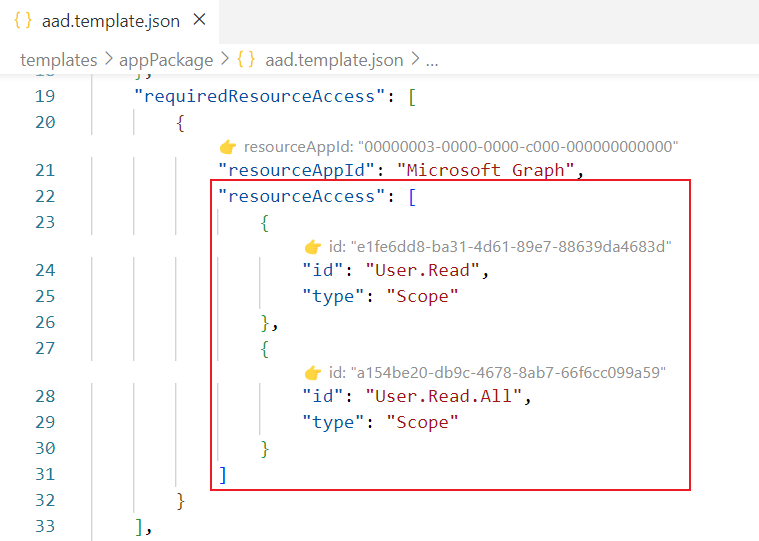 {} aad.template.json ×
templates > appPackage > {} aad.template.json > ...
18 },
19 "requiredResourceAccess": [
20 {
👉 resourceAppId: "00000003-0000-0000-c000-000000000000"
21 "resourceAppId": "Microsoft Graph",
22 "resourceAccess": [
23 {
👉 id: "e1fe6dd8-ba31-4d61-89e7-88639da4683d"
24 "id": "User.Read",
25 "type": "Scope"
26 },
27 {
👉 id: "a154be20-db9c-4678-8ab7-66f6cc099a59"
28 "id": "User.Read.All",
29 "type": "Scope"
30 }
31 ]
32 }
33 ],